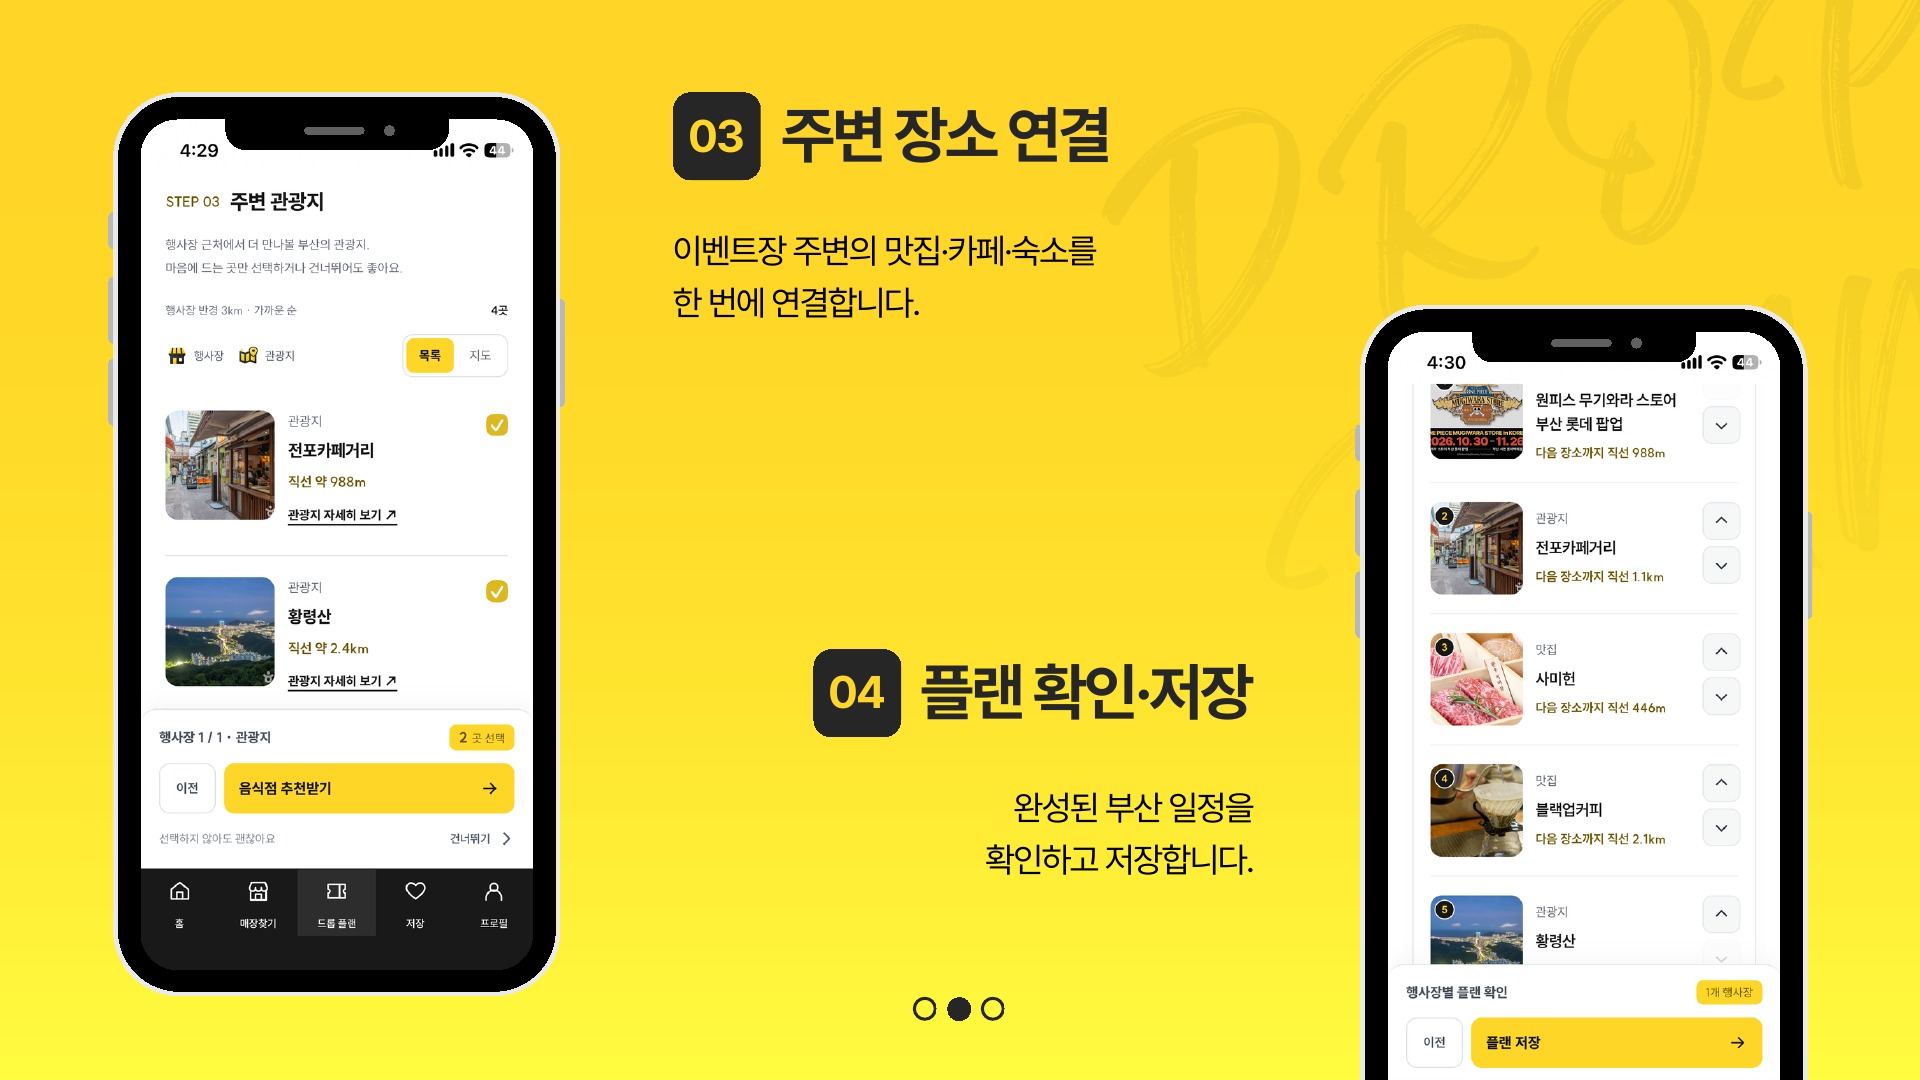 4:29
44
STEP 03 주변 관광지
행사장 근처에서 더 만나볼 부산의 관광지.
마음에 드는 곳만 선택하거나 건너뛰어도 좋아요.
행사장 반경 3km · 가까운 순
4곳
행사장
관광지
목록
지도
관광지
전포카페거리
직선 약 988m
관광지 자세히 보기 ↗
관광지
황령산
직선 약 2.4km
관광지 자세히 보기 ↗
행사장 1 / 1 · 관광지
2 곳 선택
이전
음식점 추천받기 →
선택하지 않아도 괜찮아요
건너뛰기
홈
매장찾기
드롭 플랜
저장
프로필
03 주변 장소 연결
이벤트장 주변의 맛집·카페·숙소를
한 번에 연결합니다.
04 플랜 확인·저장
완성된 부산 일정을
확인하고 저장합니다.
4:30
44
MUGIWARA STORE
ONE PIECE MUGIWARA STORE in KOREA
2026.10.30-11.26
원피스 무기와라 스토어
부산 롯데 팝업
다음 장소까지 직선 988m
2
관광지
전포카페거리
다음 장소까지 직선 1.1km
3
맛집
사미헌
다음 장소까지 직선 446m
4
맛집
블랙업커피
다음 장소까지 직선 2.1km
5
관광지
황령산
행사장별 플랜 확인
1개 행사장
이전
플랜 저장 →